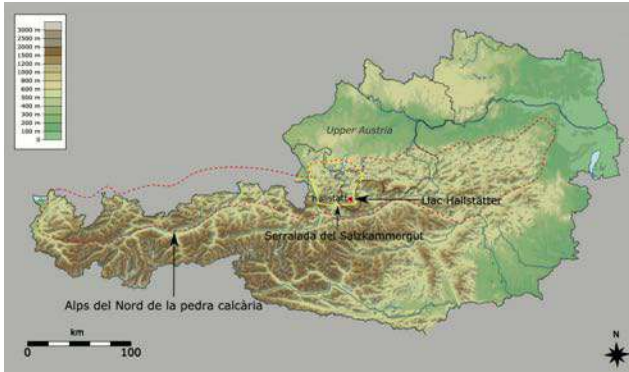 3000 m
2500 m
2000 m
1500 m
1200 m
1000 m
800 m
600 m
500 m
400 m
200 m
100 m
0
Upper Austria
Hallstatt
Llac Hallstätter
Serralada del Salzkammergut
Alps del Nord de la pedra calcària
km
0 100
N